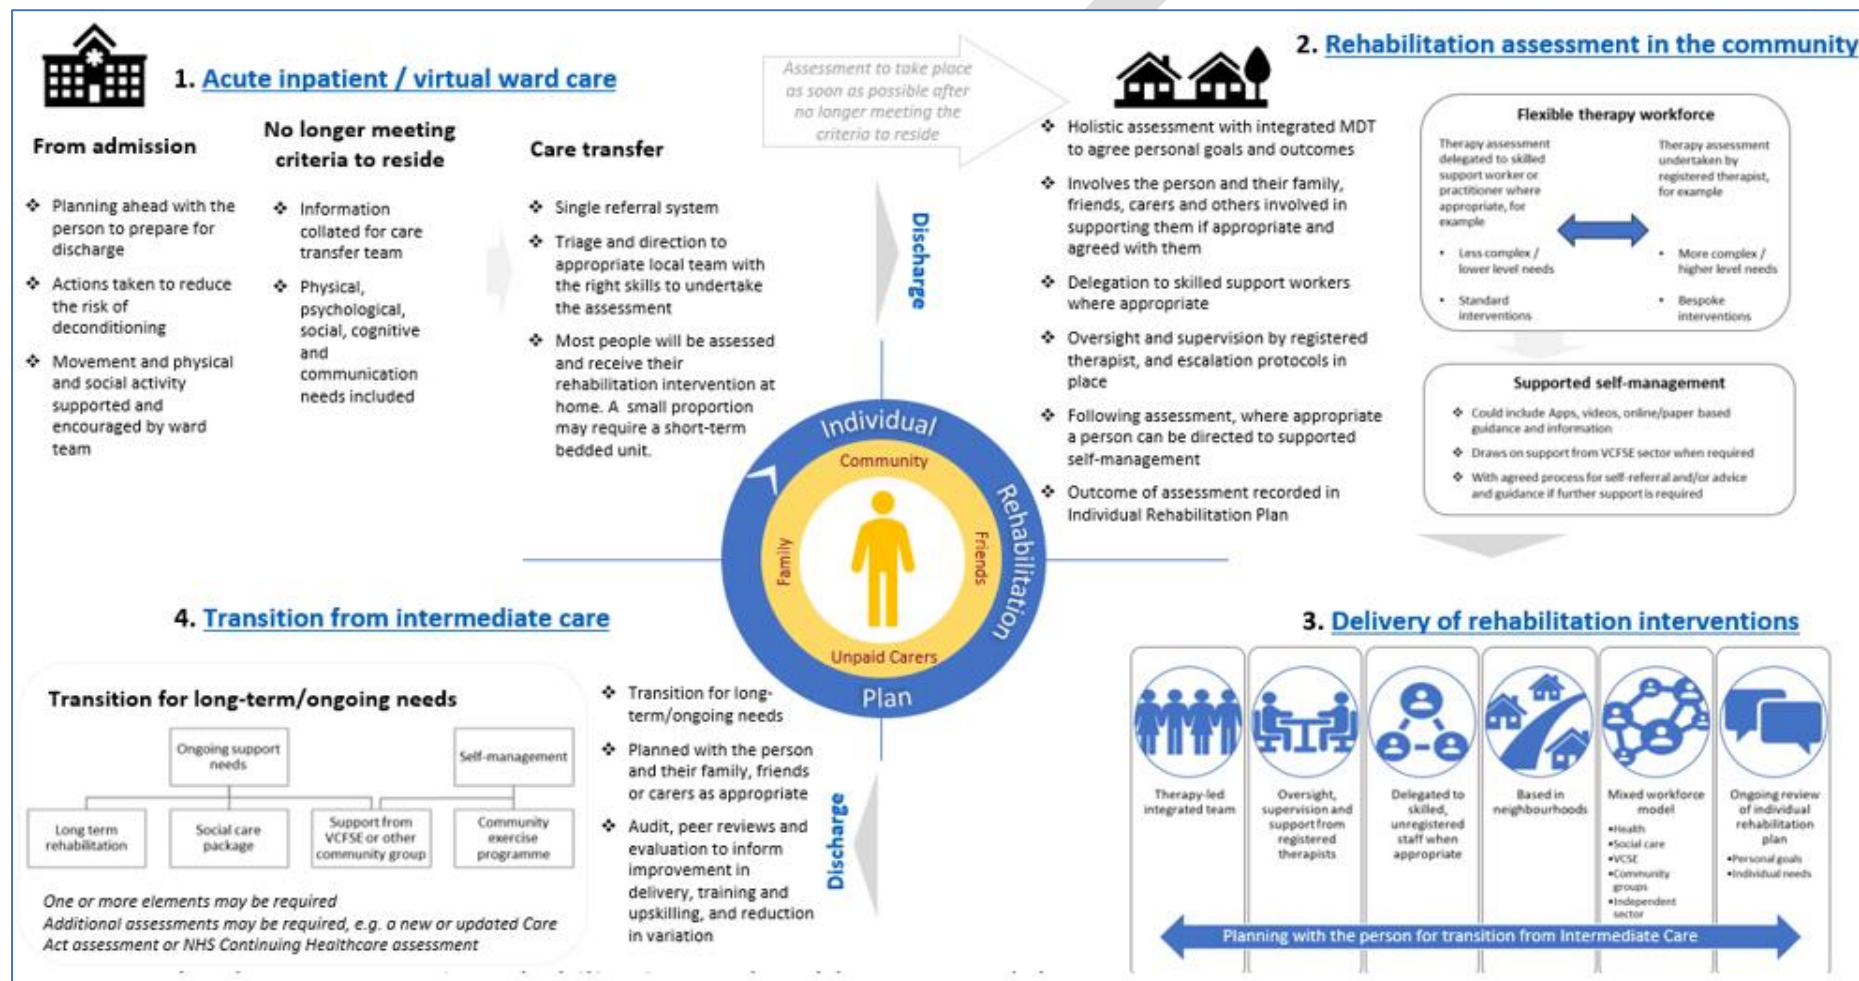 1. Acute inpatient / virtual ward care
From admission
❖ Planning ahead with the
person to prepare for
discharge
❖ Actions taken to reduce
the risk of
deconditioning
❖ Movement and physical
and social activity
supported and
encouraged by ward
team
No longer meeting
criteria to reside
❖ Information
collated for care
transfer team
❖ Physical,
psychological,
social, cognitive
and
communication
needs included
Care transfer
❖ Single referral system
❖ Triage and direction to
appropriate local team with
the right skills to undertake
the assessment
❖ Most people will be assessed
and receive their
rehabilitation intervention at
home. A small proportion
may require a short-term
bedded unit.
Assessment to take place
as soon as possible after
no longer meeting the
criteria to reside
Discharge
2. Rehabilitation assessment in the community
❖ Holistic assessment with integrated MDT
to agree personal goals and outcomes
❖ Involves the person and their family,
friends, carers and others involved in
supporting them if appropriate and
agreed with them
❖ Delegation to skilled support workers
where appropriate
❖ Oversight and supervision by registered
therapist, and escalation protocols in
place
❖ Following assessment, where appropriate
a person can be directed to supported
self-management
❖ Outcome of assessment recorded in
Individual Rehabilitation Plan
Flexible therapy workforce
Therapy assessment
delegated to skilled
support worker or
practitioner where
appropriate, for
example
• Less complex /
lower level needs
• Standard
interventions
Therapy assessment
undertaken by
registered therapist,
for example
• More complex /
higher level needs
• Bespoke
interventions
Supported self-management
❖ Could include Apps, videos, online/paper based
guidance and information
❖ Draws on support from VCFSE sector when required
❖ With agreed process for self-referral and/or advice
and guidance if further support is required
Individual
Rehabilitation
Plan
Community
Family
Friends
Unpaid Carers
3. Delivery of rehabilitation interventions
Therapy-led
integrated team
Oversight,
supervision and
support from
registered
therapists
Delegated to
skilled,
unregistered
staff when
appropriate
Based in
neighbourhoods
Mixed workforce
model
▪Health
▪Social care
▪VCSE
▪Community
groups
▪Independent
sector
Ongoing review
of individual
rehabilitation
plan
▪Personal goals
▪Individual needs
Planning with the person for transition from Intermediate Care
4. Transition from intermediate care
Transition for long-term/ongoing needs
Ongoing support
needs
Self-management
Long term
rehabilitation
Social care
package
Support from
VCFSE or other
community group
Community
exercise
programme
One or more elements may be required
Additional assessments may be required, e.g. a new or updated Care
Act assessment or NHS Continuing Healthcare assessment
❖ Transition for long-
term/ongoing needs
❖ Planned with the person
and their family, friends
or carers as appropriate
❖ Audit, peer reviews and
evaluation to inform
improvement in
delivery, training and
upskilling, and reduction
in variation
Discharge